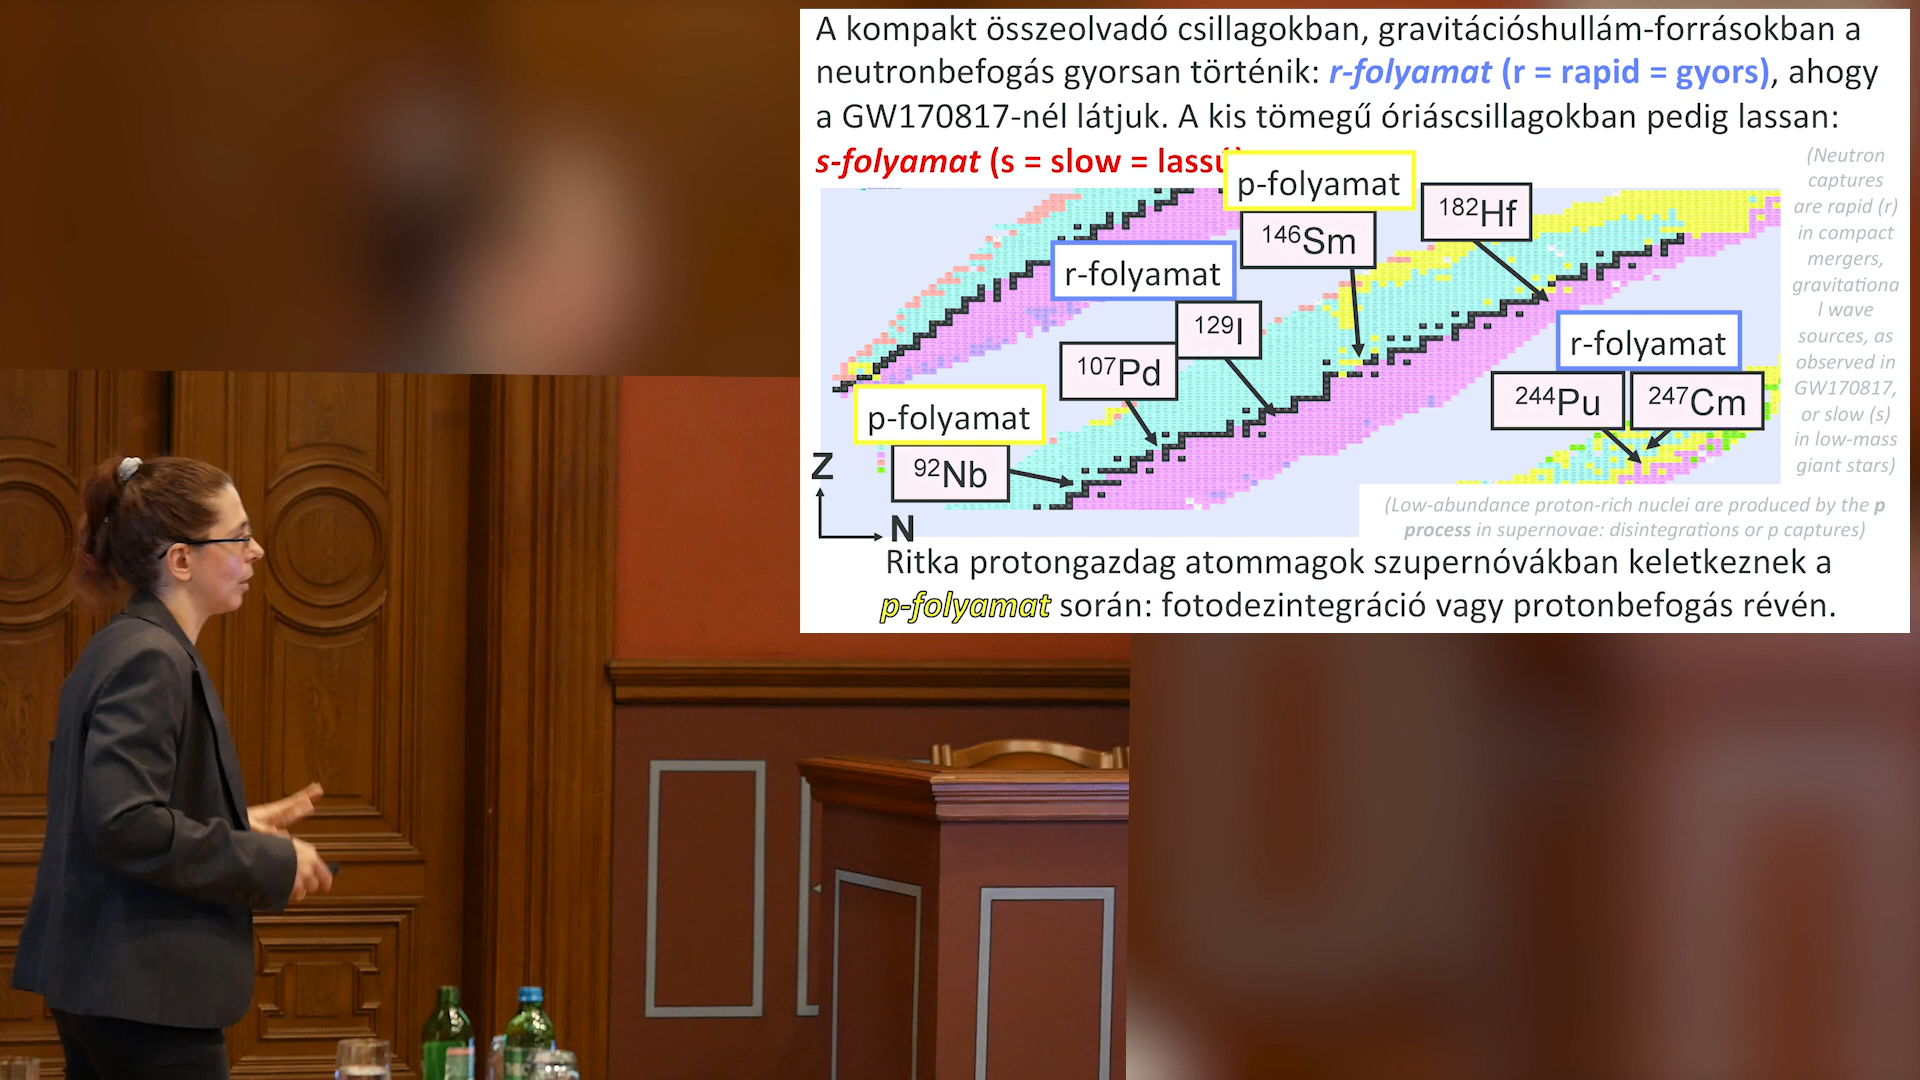 A kompakt összeolvadó csillagokban, gravitációshullám-forrásokban a
neutronbefogás gyorsan történik: r-folyamat (r = rapid = gyors), ahogy
a GW170817-nél látjuk. A kis tömegű óriáscsillagokban pedig lassan:
s-folyamat (s = slow = lassú)
p-folyamat
146Sm
182Hf
r-folyamat
129I
107Pd
p-folyamat
92Nb
r-folyamat
244Pu
247Cm
Z
N
(Neutron
captures
are rapid (r)
in compact
mergers,
gravitationa
l wave
sources, as
observed in
GW170817,
or slow (s)
in low-mass
giant stars)
(Low-abundance proton-rich nuclei are produced by the p
process in supernovae: disintegrations or p captures)
Ritka protongazdag atommagok szupernóvákban keletkeznek a
p-folyamat során: fotodezintegráció vagy protonbefogás révén.